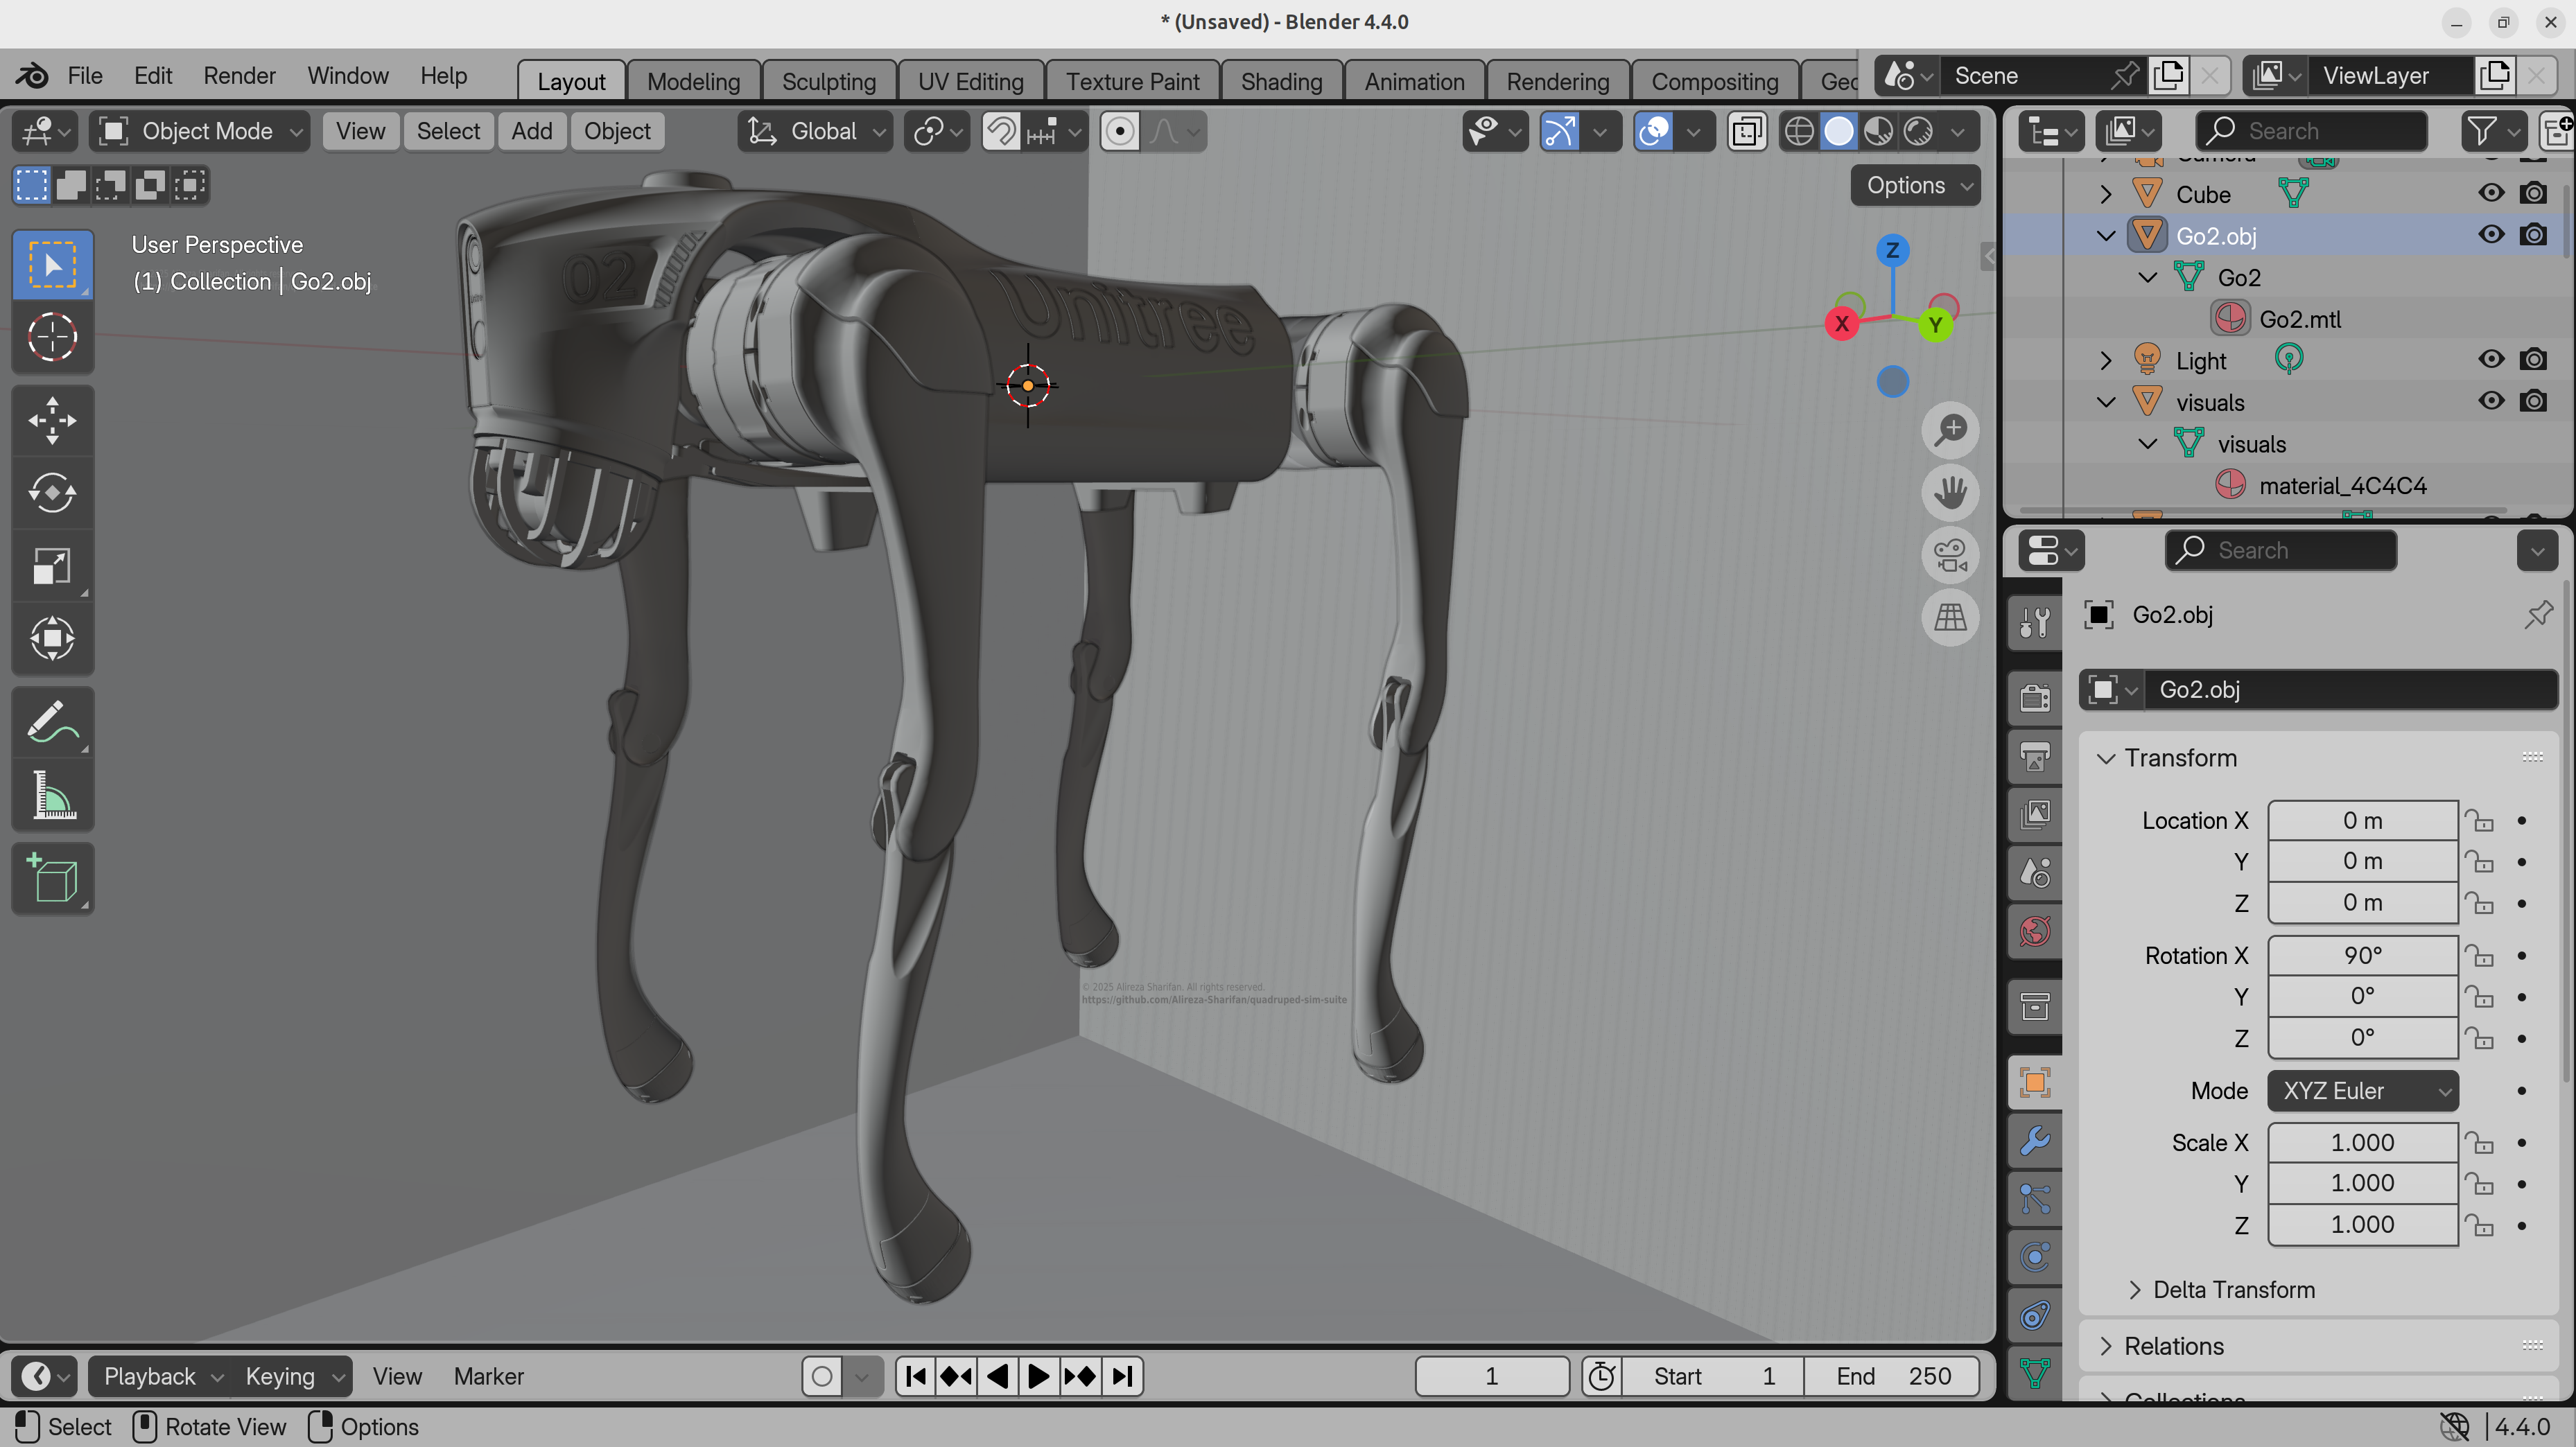 * (Unsaved) - Blender 4.4.0
File Edit Render Window Help Layout Modeling Sculpting UV Editing Texture Paint Shading Animation Rendering Compositing Geo Scene ViewLayer
Object Mode View Select Add Object Global Search
Options
User Perspective
(1) Collection | Go2.obj
02
Unitree
Z
X
Y
© 2025 Alireza Sharifan. All rights reserved.
https://github.com/Alireza-Sharifan/quadruped-sim-suite
Camera
Cube
Go2.obj
Go2
Go2.mtl
Light
visuals
visuals
material_4C4C4
Search
Go2.obj
Go2.obj
Transform
Location X 0 m
Y 0 m
Z 0 m
Rotation X 90°
Y 0°
Z 0°
Mode XYZ Euler
Scale X 1.000
Y 1.000
Z 1.000
Delta Transform
Relations
Collections
Playback Keying View Marker 1 Start 1 End 250
Select Rotate View Options 4.4.0